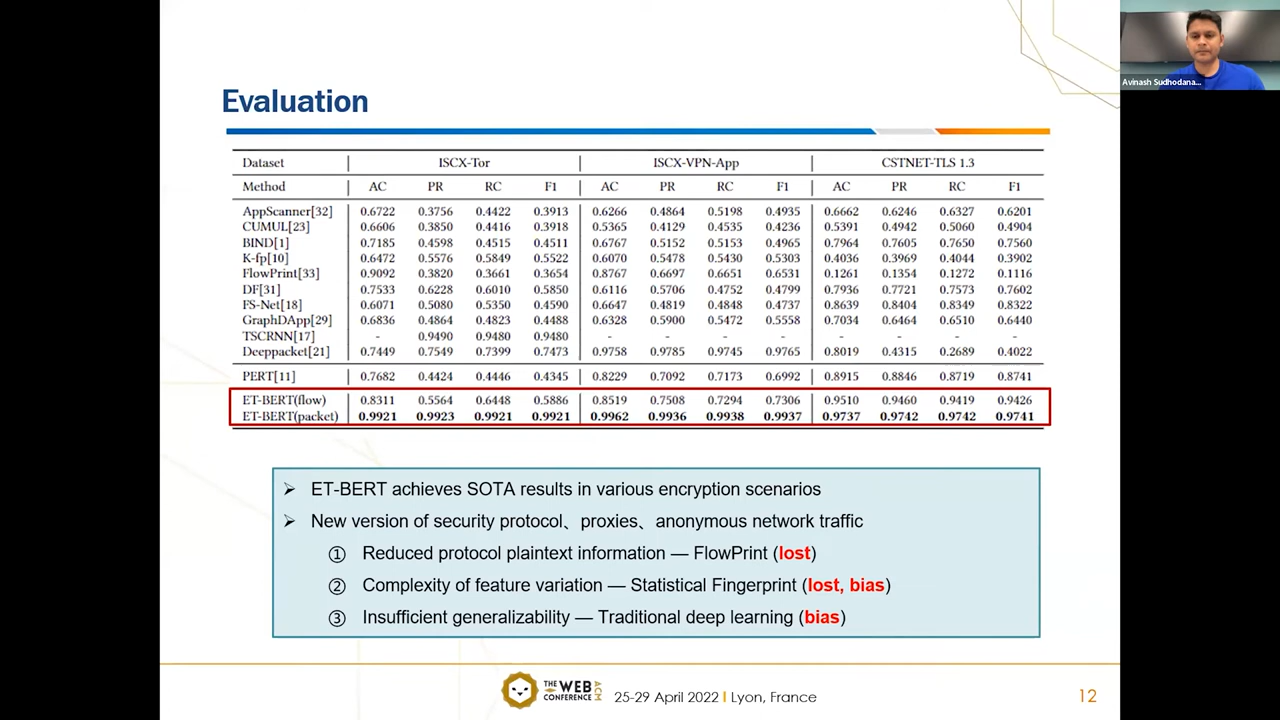 Avinash Sudhodana...
Evaluation
Dataset ISCX-Tor ISCX-VPN-App CSTNET-TLS 1.3
Method AC PR RC F1 AC PR RC F1 AC PR RC F1
AppScanner[32] 0.6722 0.3756 0.4422 0.3913 0.6266 0.4864 0.5198 0.4935 0.6662 0.6246 0.6327 0.6201
CUMUL[23] 0.6606 0.3850 0.4416 0.3918 0.5365 0.4129 0.4535 0.4236 0.5391 0.4942 0.5060 0.4904
BIND[1] 0.7185 0.4598 0.4515 0.4511 0.6767 0.5152 0.5153 0.4965 0.7964 0.7605 0.7650 0.7560
K-fp[10] 0.6472 0.5576 0.5849 0.5522 0.6070 0.5478 0.5430 0.5303 0.4036 0.3969 0.4044 0.3902
FlowPrint[33] 0.9092 0.3820 0.3661 0.3654 0.8767 0.6697 0.6651 0.6531 0.1261 0.1354 0.1272 0.1116
DF[31] 0.7533 0.6228 0.6010 0.5850 0.6116 0.5706 0.4752 0.4799 0.7936 0.7721 0.7573 0.7602
FS-Net[18] 0.6071 0.5080 0.5350 0.4590 0.6647 0.4819 0.4848 0.4737 0.8639 0.8404 0.8349 0.8322
GraphDApp[29] 0.6836 0.4864 0.4823 0.4488 0.6328 0.5900 0.5472 0.5558 0.7034 0.6464 0.6510 0.6440
TSCRNN[17] - 0.9490 0.9480 0.9480 - - - - - - - -
Deeppacket[21] 0.7449 0.7549 0.7399 0.7473 0.9758 0.9785 0.9745 0.9765 0.8019 0.4315 0.2689 0.4022
PERT[11] 0.7682 0.4424 0.4446 0.4345 0.8229 0.7092 0.7173 0.6992 0.8915 0.8846 0.8719 0.8741
ET-BERT(flow) 0.8311 0.5564 0.6448 0.5886 0.8519 0.7508 0.7294 0.7306 0.9510 0.9460 0.9419 0.9426
ET-BERT(packet) 0.9921 0.9923 0.9921 0.9921 0.9962 0.9936 0.9938 0.9937 0.9737 0.9742 0.9742 0.9741
➢ ET-BERT achieves SOTA results in various encryption scenarios
➢ New version of security protocol、proxies、anonymous network traffic
① Reduced protocol plaintext information — FlowPrint (lost)
② Complexity of feature variation — Statistical Fingerprint (lost, bias)
③ Insufficient generalizability — Traditional deep learning (bias)
THE WEB CONFERENCE ACM
25-29 April 2022 I Lyon, France
12